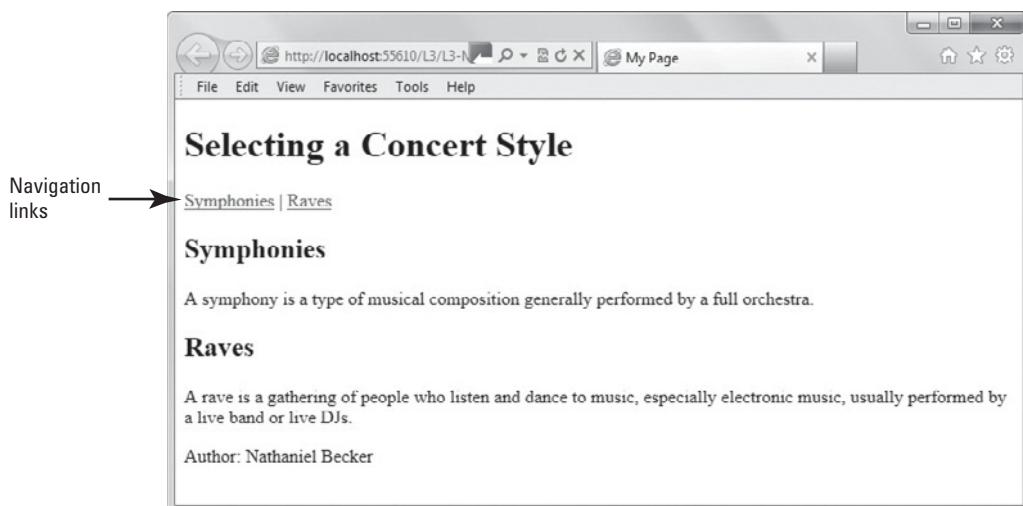 http://localhost:55610/L3/L3-
My Page
File Edit View Favorites Tools Help
Selecting a Concert Style
Navigation
links
Symphonies | Raves
Symphonies
A symphony is a type of musical composition generally performed by a full orchestra.
Raves
A rave is a gathering of people who listen and dance to music, especially electronic music, usually performed by
a live band or live DJs.
Author: Nathaniel Becker